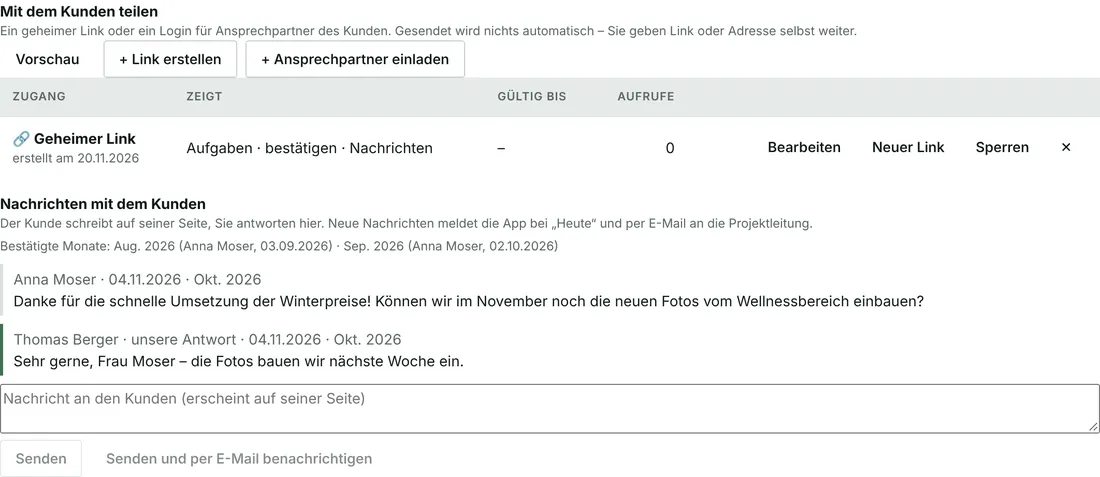 Mit dem Kunden teilen
Ein geheimer Link oder ein Login für Ansprechpartner des Kunden. Gesendet wird nichts automatisch – Sie geben Link oder Adresse selbst weiter.
Vorschau + Link erstellen + Ansprechpartner einladen
ZUGANG ZEIGT GÜLTIG BIS AUFRUFE
🔗 Geheimer Link
erstellt am 20.11.2026
Aufgaben · bestätigen · Nachrichten – 0 Bearbeiten Neuer Link Sperren ✕
Nachrichten mit dem Kunden
Der Kunde schreibt auf seiner Seite, Sie antworten hier. Neue Nachrichten meldet die App bei „Heute“ und per E-Mail an die Projektleitung.
Bestätigte Monate: Aug. 2026 (Anna Moser, 03.09.2026) · Sep. 2026 (Anna Moser, 02.10.2026)
Anna Moser · 04.11.2026 · Okt. 2026
Danke für die schnelle Umsetzung der Winterpreise! Können wir im November noch die neuen Fotos vom Wellnessbereich einbauen?
Thomas Berger · unsere Antwort · 04.11.2026 · Okt. 2026
Sehr gerne, Frau Moser – die Fotos bauen wir nächste Woche ein.
Nachricht an den Kunden (erscheint auf seiner Seite)
Senden Senden und per E-Mail benachrichtigen